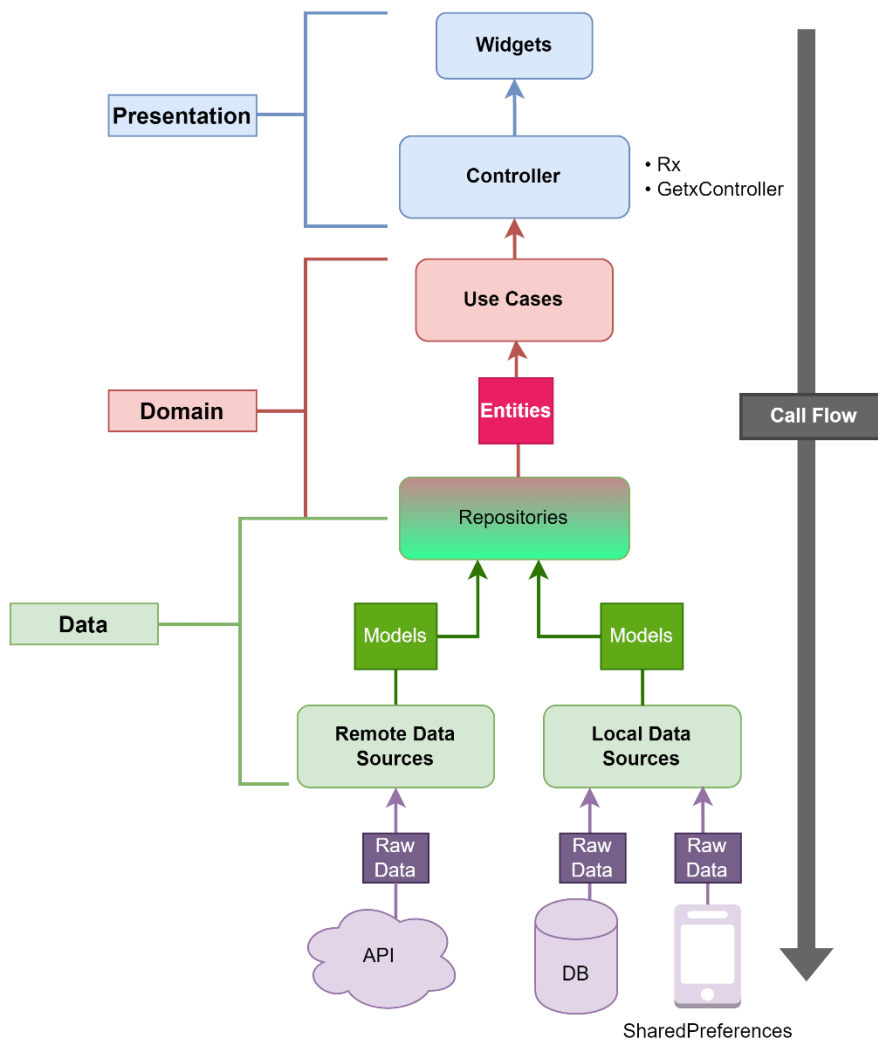 Widgets
Presentation
Controller
• Rx
• GetxController
Use Cases
Domain
Entities
Call Flow
Repositories
Data
Models
Models
Remote Data
Sources
Local Data
Sources
Raw
Data
Raw
Data
Raw
Data
API
DB
SharedPreferences